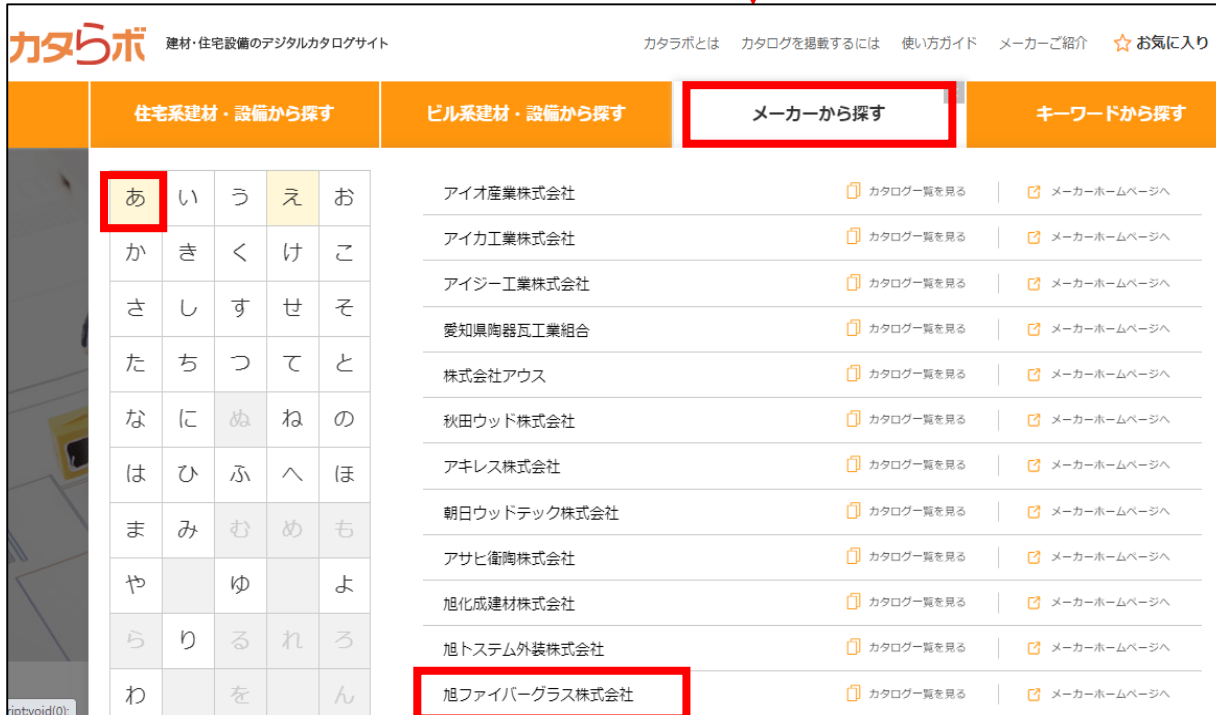 カタらボ 建材・住宅設備のデジタルカタログサイト カタラボとは カタログを掲載するには 使い方ガイド メーカーご紹介 お気に入り
住宅系建材・設備から探す ビル系建材・設備から探す メーカーから探す キーワードから探す
あ い う え お
か き く け こ
さ し す せ そ
た ち つ て と
な に ぬ ね の
は ひ ふ へ ほ
ま み む め も
や ゆ よ
ら り る れ ろ
わ を ん
アイオ産業株式会社 カタログ一覧を見る メーカーホームページへ
アイカ工業株式会社 カタログ一覧を見る メーカーホームページへ
アイジー工業株式会社 カタログ一覧を見る メーカーホームページへ
愛知県陶器瓦工業組合 カタログ一覧を見る メーカーホームページへ
株式会社アウス カタログ一覧を見る メーカーホームページへ
秋田ウッド株式会社 カタログ一覧を見る メーカーホームページへ
アキレス株式会社 カタログ一覧を見る メーカーホームページへ
朝日ウッドテック株式会社 カタログ一覧を見る メーカーホームページへ
アサヒ衛陶株式会社 カタログ一覧を見る メーカーホームページへ
旭化成建材株式会社 カタログ一覧を見る メーカーホームページへ
旭トステム外装株式会社 カタログ一覧を見る メーカーホームページへ
旭ファイバーグラス株式会社 カタログ一覧を見る メーカーホームページへ
ript:void(0);